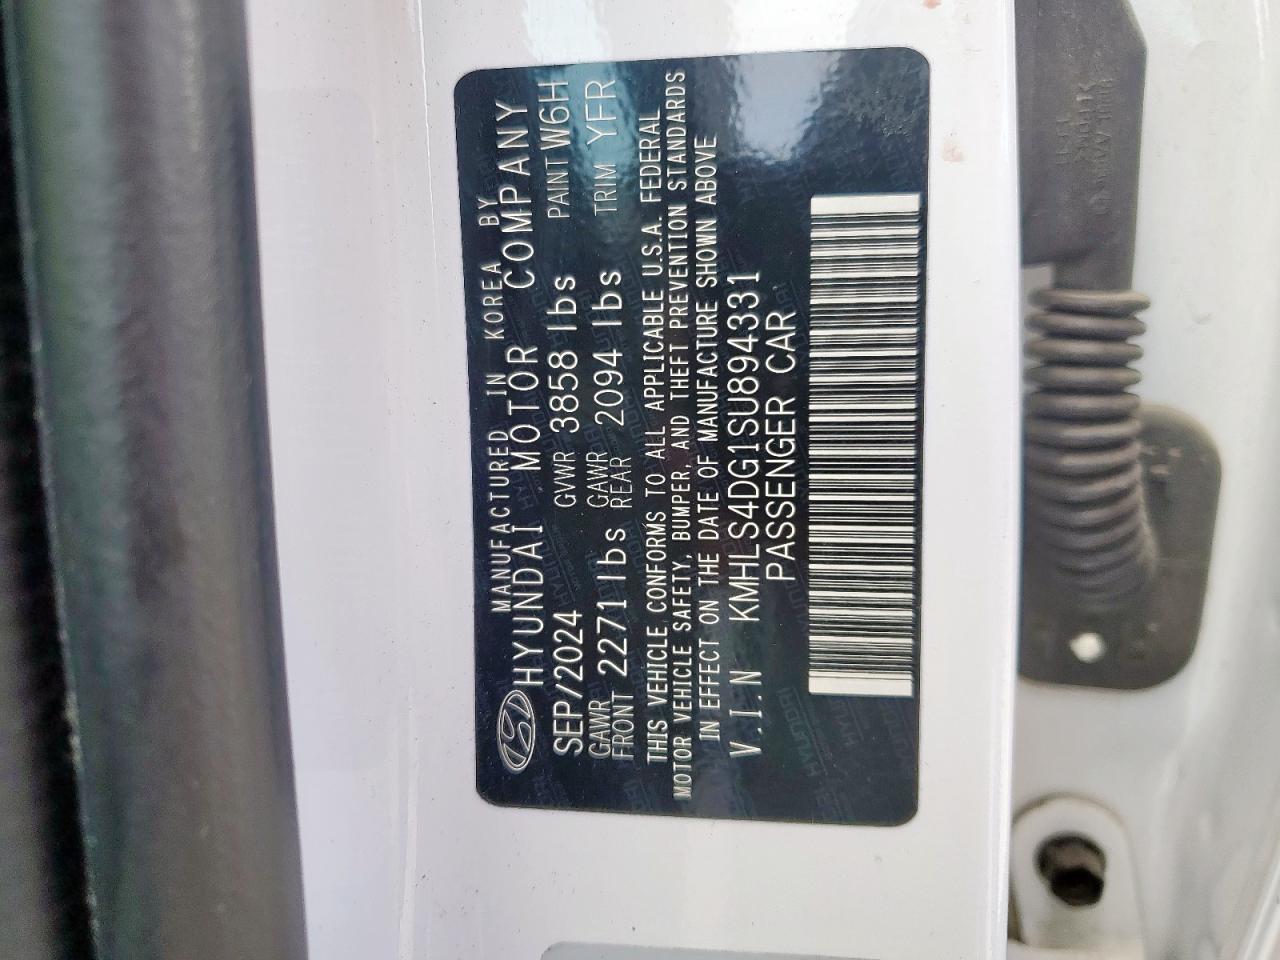 MANUFACTURED IN KOREA BY
HYUNDAI MOTOR COMPANY
SEP/2024 GVWR 3858 lbs PAINT W6H
GAWR FRONT 2271 lbs GAWR REAR 2094 lbs TRIM YFR
THIS VEHICLE CONFORMS TO ALL APPLICABLE U.S.A. FEDERAL
MOTOR VEHICLE SAFETY, BUMPER, AND THEFT PREVENTION STANDARDS
IN EFFECT ON THE DATE OF MANUFACTURE SHOWN ABOVE
V.I.N KMHLS4DG1SU894331
PASSENGER CAR